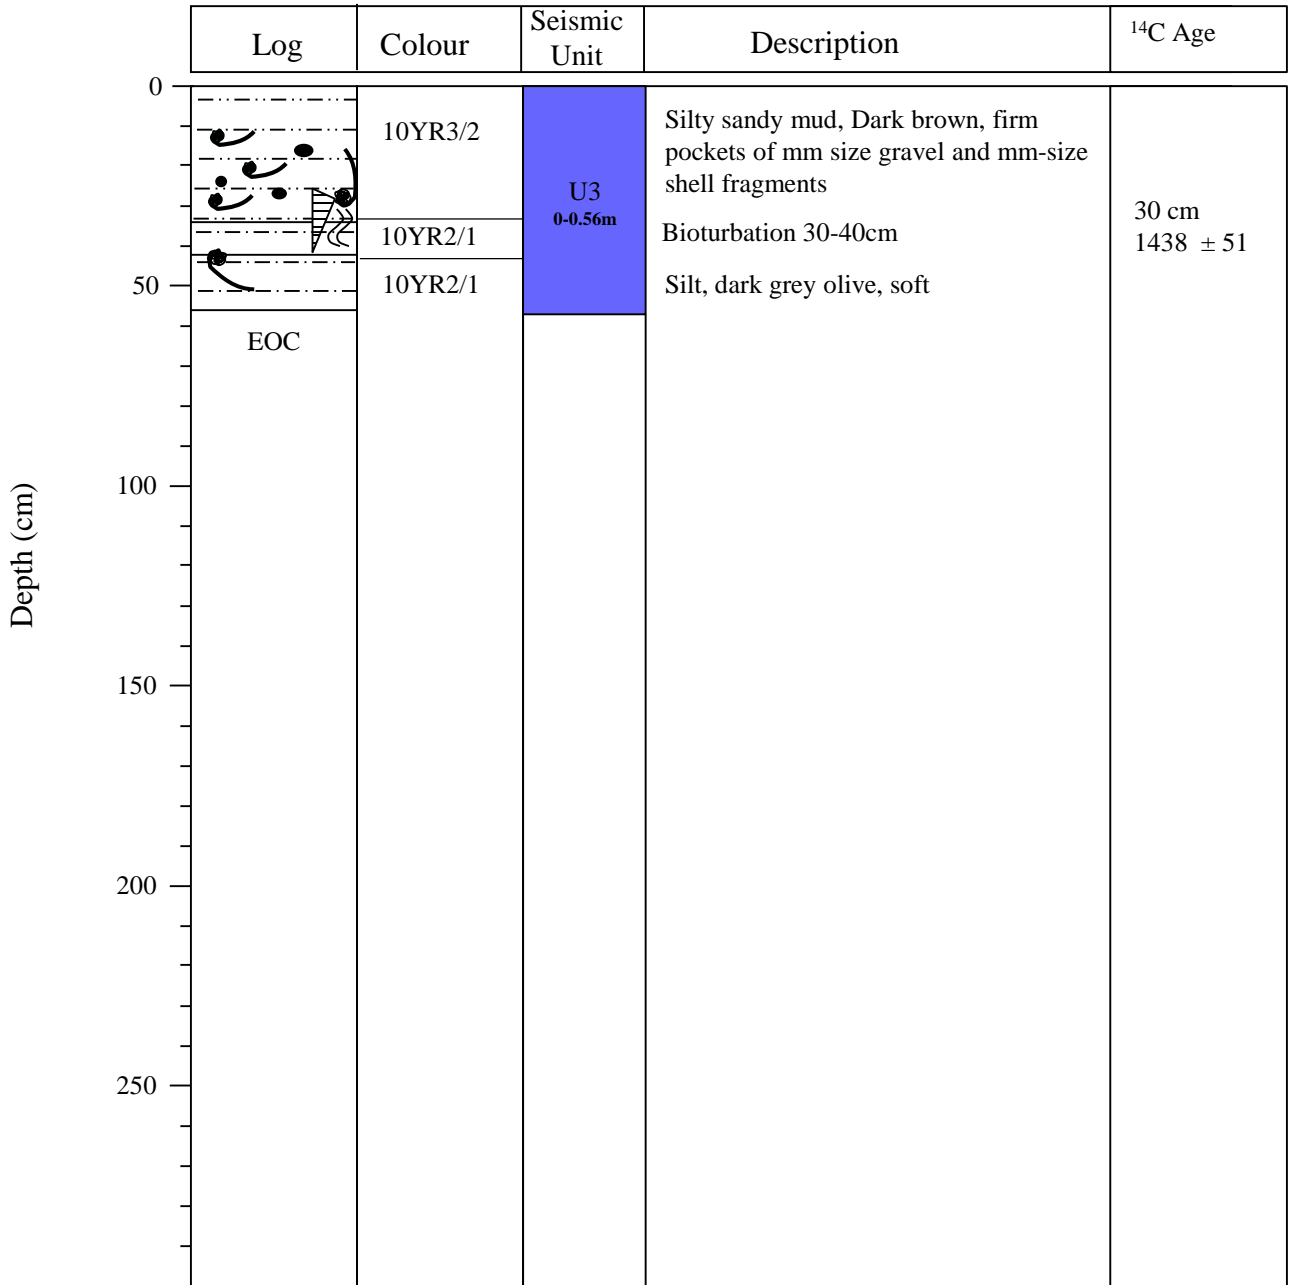 Log
Colour
Seismic
Unit
Description
14C Age
0
50
100
150
200
250
Depth (cm)
EOC
10YR3/2
10YR2/1
10YR2/1
U3
0-0.56m
Silty sandy mud, Dark brown, firm
pockets of mm size gravel and mm-size
shell fragments
Bioturbation 30-40cm
Silt, dark grey olive, soft
30 cm
1438 ± 51